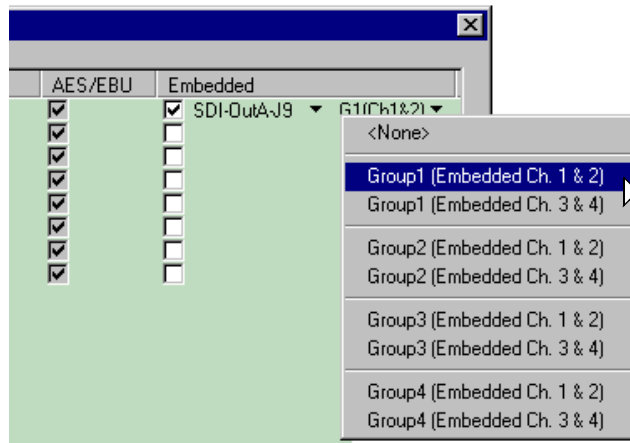 AES/EBU Embedded
SDI-OutA-J9 G1(Ch1&2)
<None>
Group1 (Embedded Ch. 1 & 2)
Group1 (Embedded Ch. 3 & 4)
Group2 (Embedded Ch. 1 & 2)
Group2 (Embedded Ch. 3 & 4)
Group3 (Embedded Ch. 1 & 2)
Group3 (Embedded Ch. 3 & 4)
Group4 (Embedded Ch. 1 & 2)
Group4 (Embedded Ch. 3 & 4)